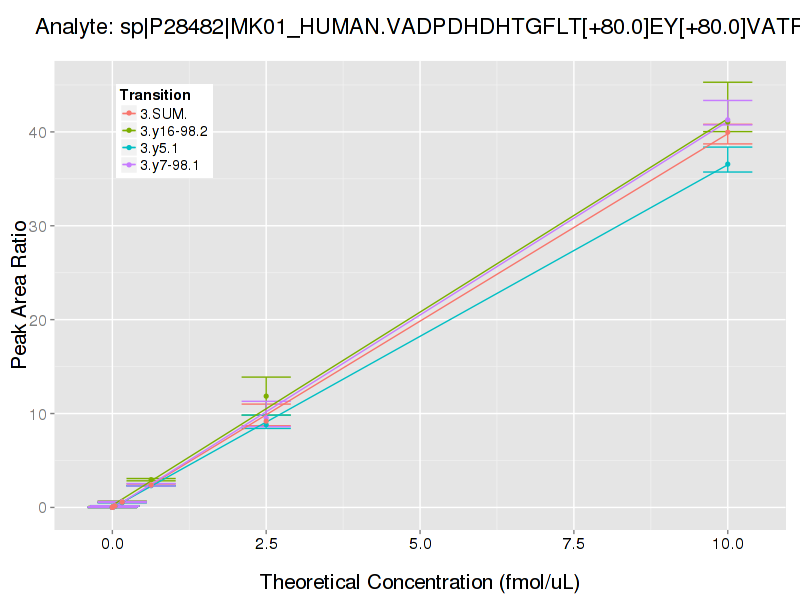 Analyte: sp|P28482|MK01_HUMAN.VADPDHDHTGFLT[+80.0]EY[+80.0]VATF
Transition
3.SUM.
3.y16-98.2
3.y5.1
3.y7-98.1
40
30
20
10
0
Peak Area Ratio
0.0 2.5 5.0 7.5 10.0
Theoretical Concentration (fmol/uL)